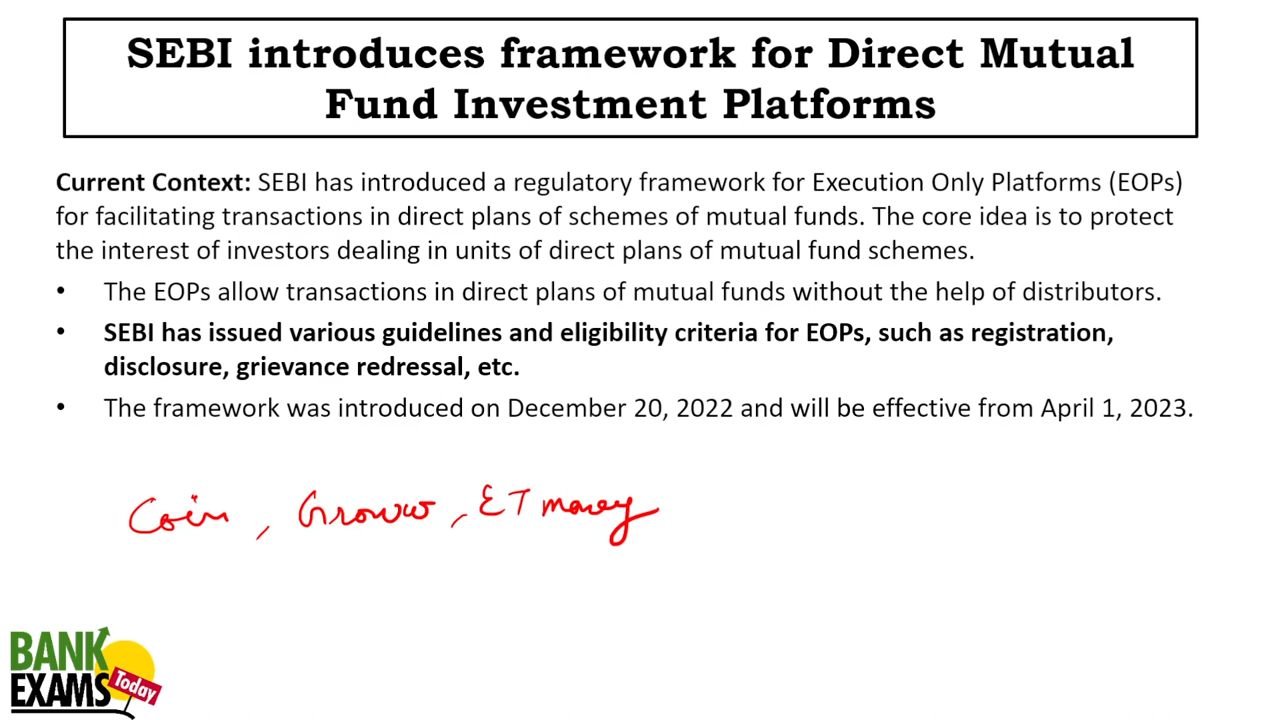 SEBI introduces framework for Direct Mutual
Fund Investment Platforms
Current Context: SEBI has introduced a regulatory framework for Execution Only Platforms (EOPs)
for facilitating transactions in direct plans of schemes of mutual funds. The core idea is to protect
the interest of investors dealing in units of direct plans of mutual fund schemes.
• The EOPs allow transactions in direct plans of mutual funds without the help of distributors.
• SEBI has issued various guidelines and eligibility criteria for EOPs, such as registration,
disclosure, grievance redressal, etc.
• The framework was introduced on December 20, 2022 and will be effective from April 1, 2023.
Coin, Groww, ET money
BANK
EXAMS
Today